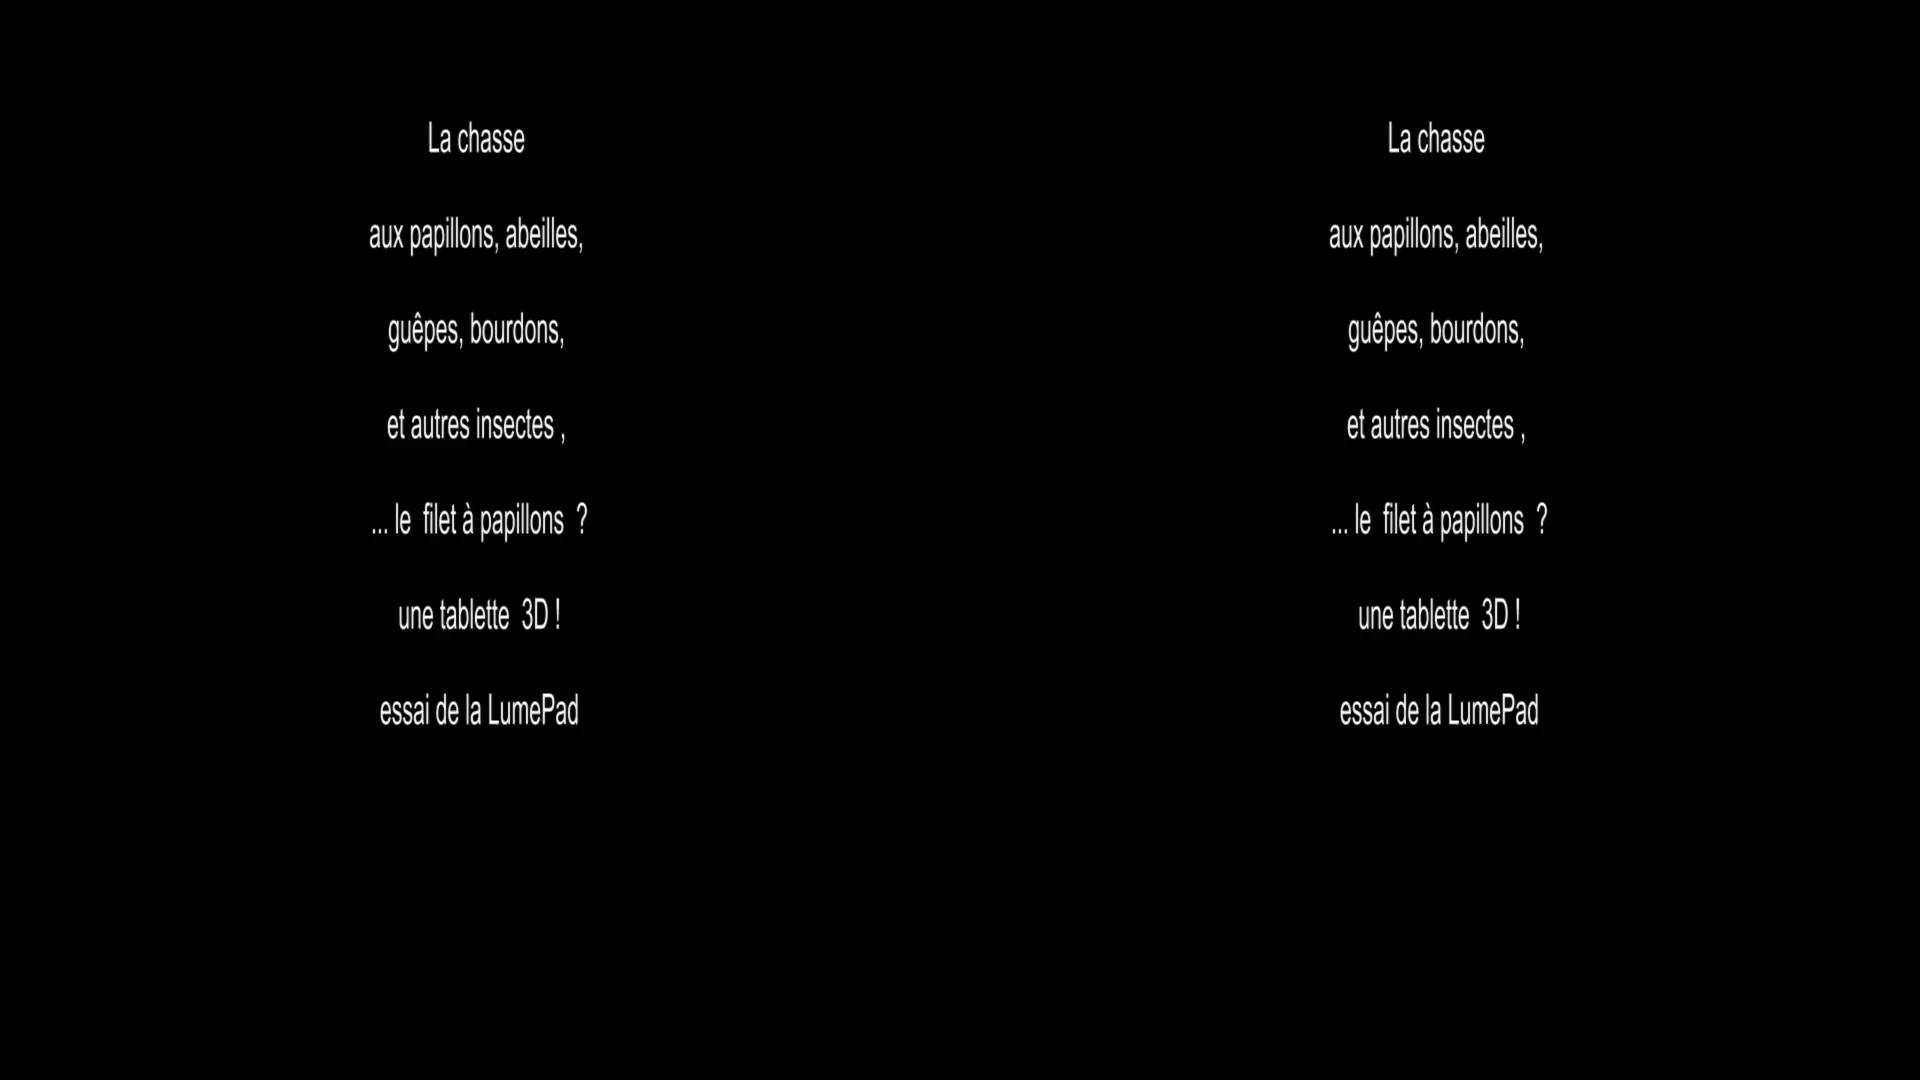 La chasse
aux papillons, abeilles,
guêpes, bourdons,
et autres insectes ,
... le  filet à papillons  ?
une tablette  3D !
essai de la LumePad
La chasse
aux papillons, abeilles,
guêpes, bourdons,
et autres insectes ,
... le  filet à papillons  ?
une tablette  3D !
essai de la LumePad